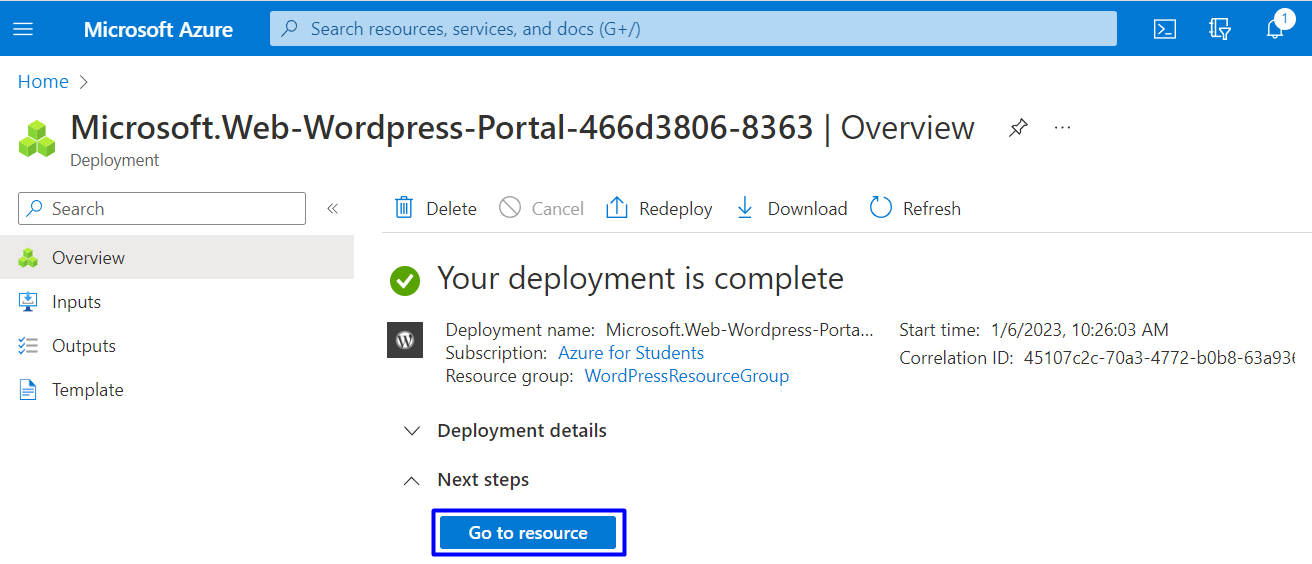 Microsoft Azure
Search resources, services, and docs (G+/)
1
Home
Microsoft.Web-Wordpress-Portal-466d3806-8363 | Overview
Deployment
Search
Delete
Cancel
Redeploy
Download
Refresh
Overview
Inputs
Outputs
Template
Your deployment is complete
Deployment name: Microsoft.Web-Wordpress-Porta...
Subscription: Azure for Students
Resource group: WordPressResourceGroup
Start time: 1/6/2023, 10:26:03 AM
Correlation ID: 45107c2c-70a3-4772-b0b8-63a936
Deployment details
Next steps
Go to resource